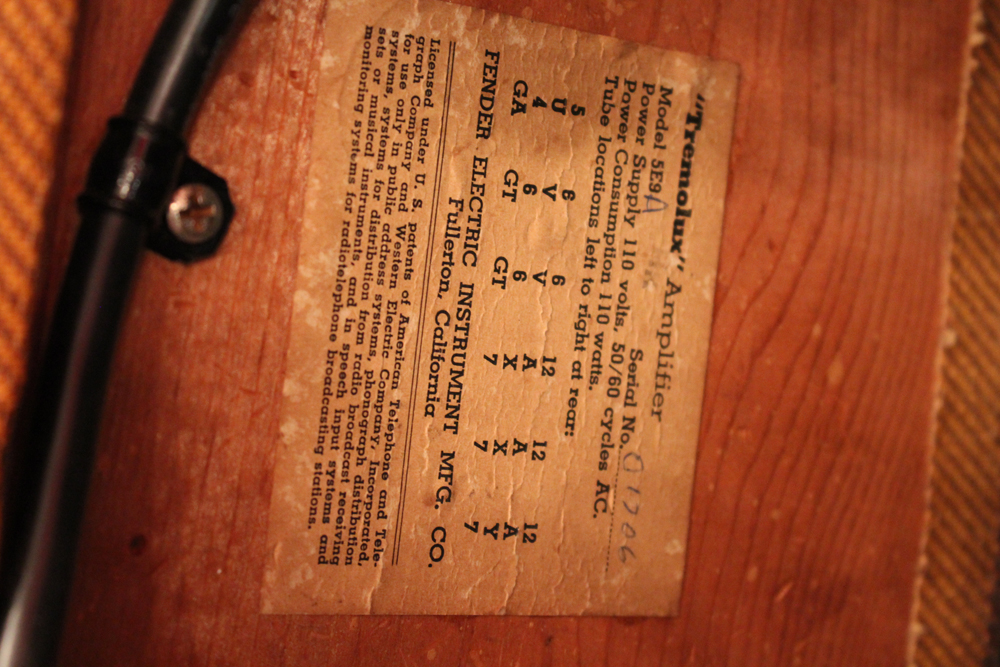 "Tremolux" Amplifier
Model 5E9A Serial No. 01706
Power Supply 110 volts, 50/60 cycles AC.
Power Consumption 110 watts.
Tube locations left to right at rear:
5 6 6 12 12 12
U V V A A A
4 6 6 X X Y
GA GT GT 7 7 7
FENDER ELECTRIC INSTRUMENT MFG. CO.
Fullerton, California
Licensed under U. S. patents of American Telephone and Tele-
graph Company and Western Electric Company, Incorporated,
for use only in public address systems, phonograph distribution
systems, systems for distribution from radio broadcast receiving
sets or musical instruments, and in speech input systems and
monitoring systems for radiotelephone broadcasting stations.